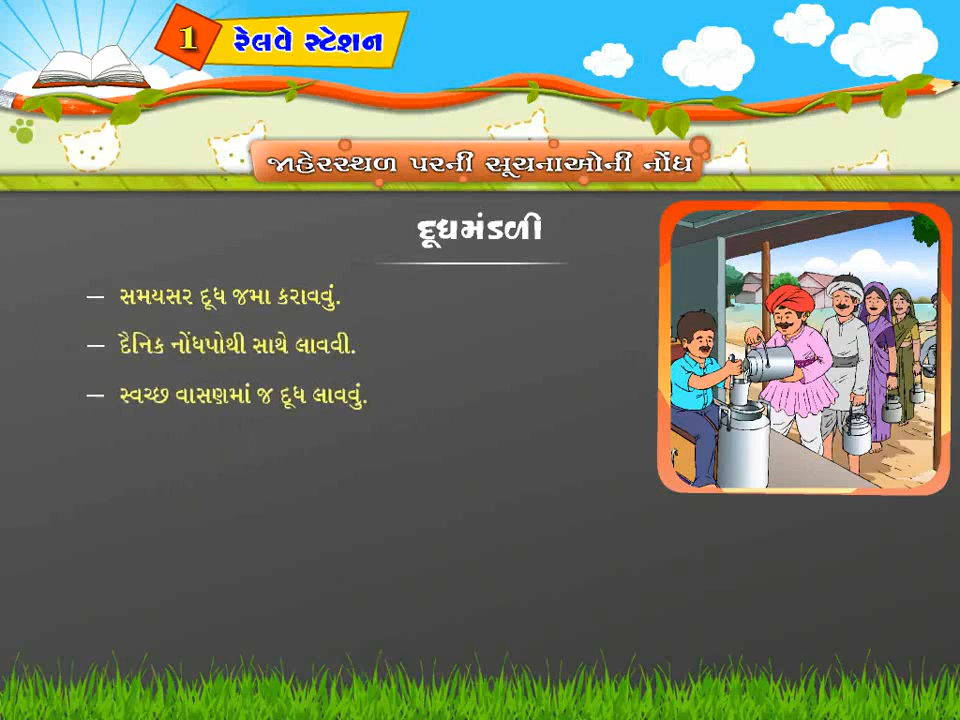 1 રેલવે સ્ટેશન
જાહેરસ્થળ પરની સૂચનાઓની નોંધ
દૂધમંડળી
– સમયસર દૂધ જમા કરાવવું.
– દૈનિક નોંધપોથી સાથે લાવવી.
– સ્વચ્છ વાસણમાં જ દૂધ લાવવું.